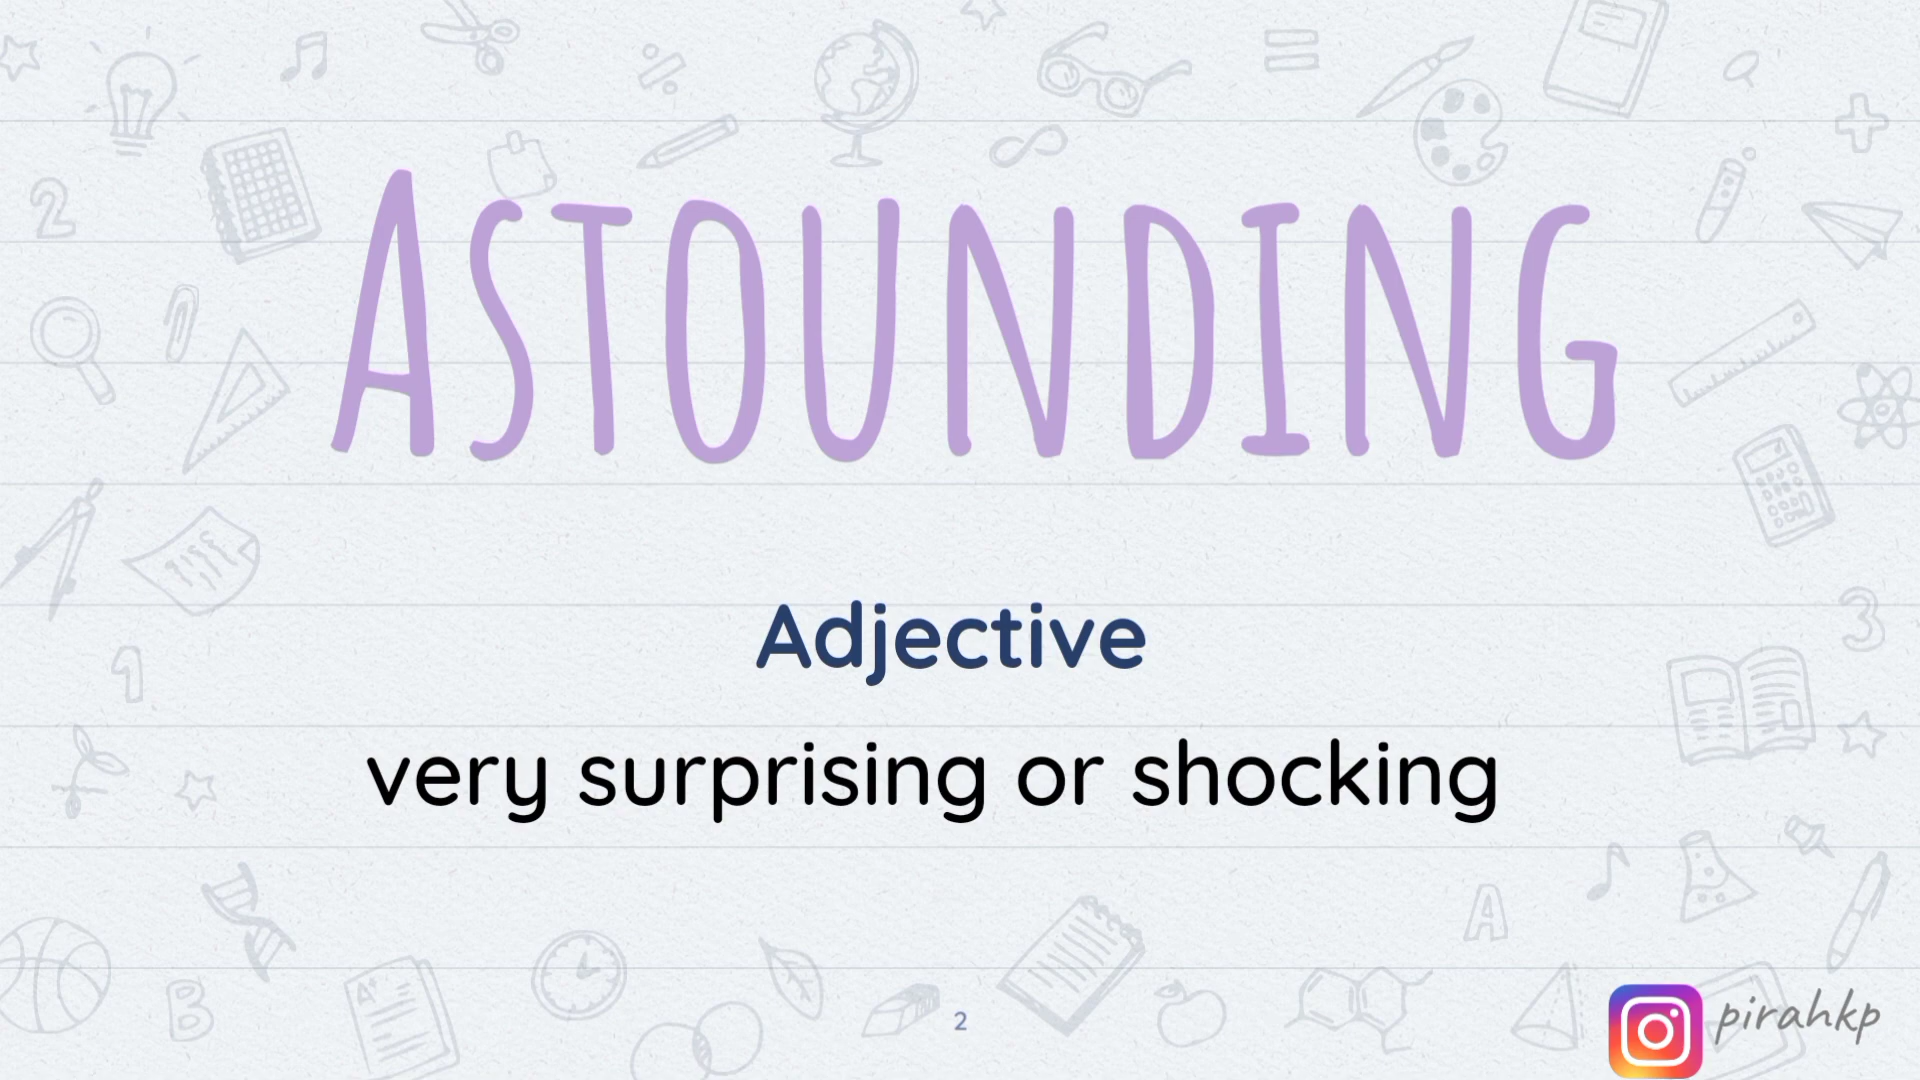 ASTOUNDING
Adjective
very surprising or shocking
2
pirahkp